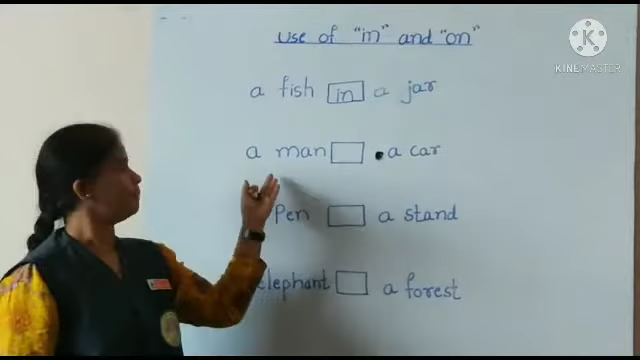 use of "in" and "on"
a fish in a jar
a man a car
Pen a stand
elephant a forest
KINEMASTER